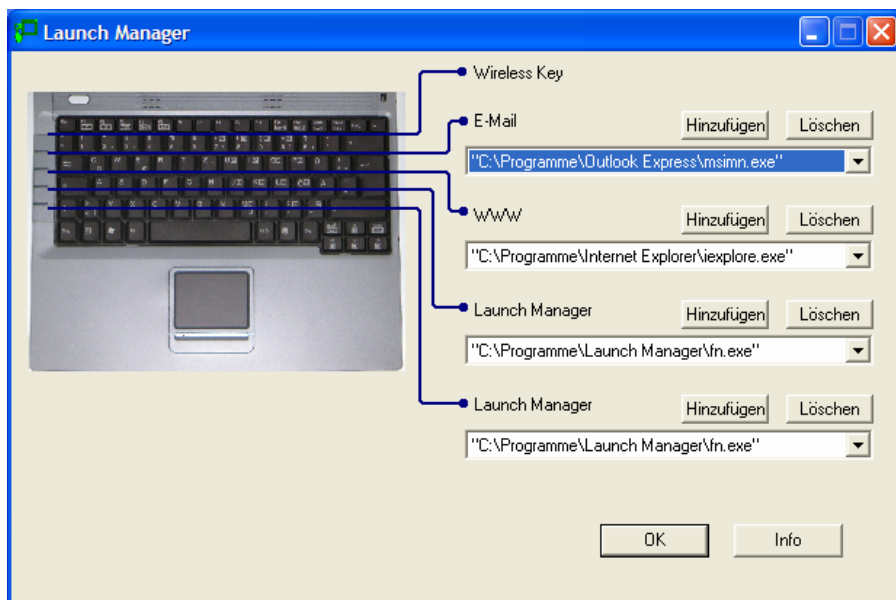 Launch Manager
Wireless Key
E-Mail
Hinzufügen
Löschen
"C:\Programme\Outlook Express\msimn.exe"
WWW
Hinzufügen
Löschen
"C:\Programme\Internet Explorer\iexplore.exe"
Launch Manager
Hinzufügen
Löschen
"C:\Programme\Launch Manager\fn.exe"
Launch Manager
Hinzufügen
Löschen
"C:\Programme\Launch Manager\fn.exe"
OK
Info